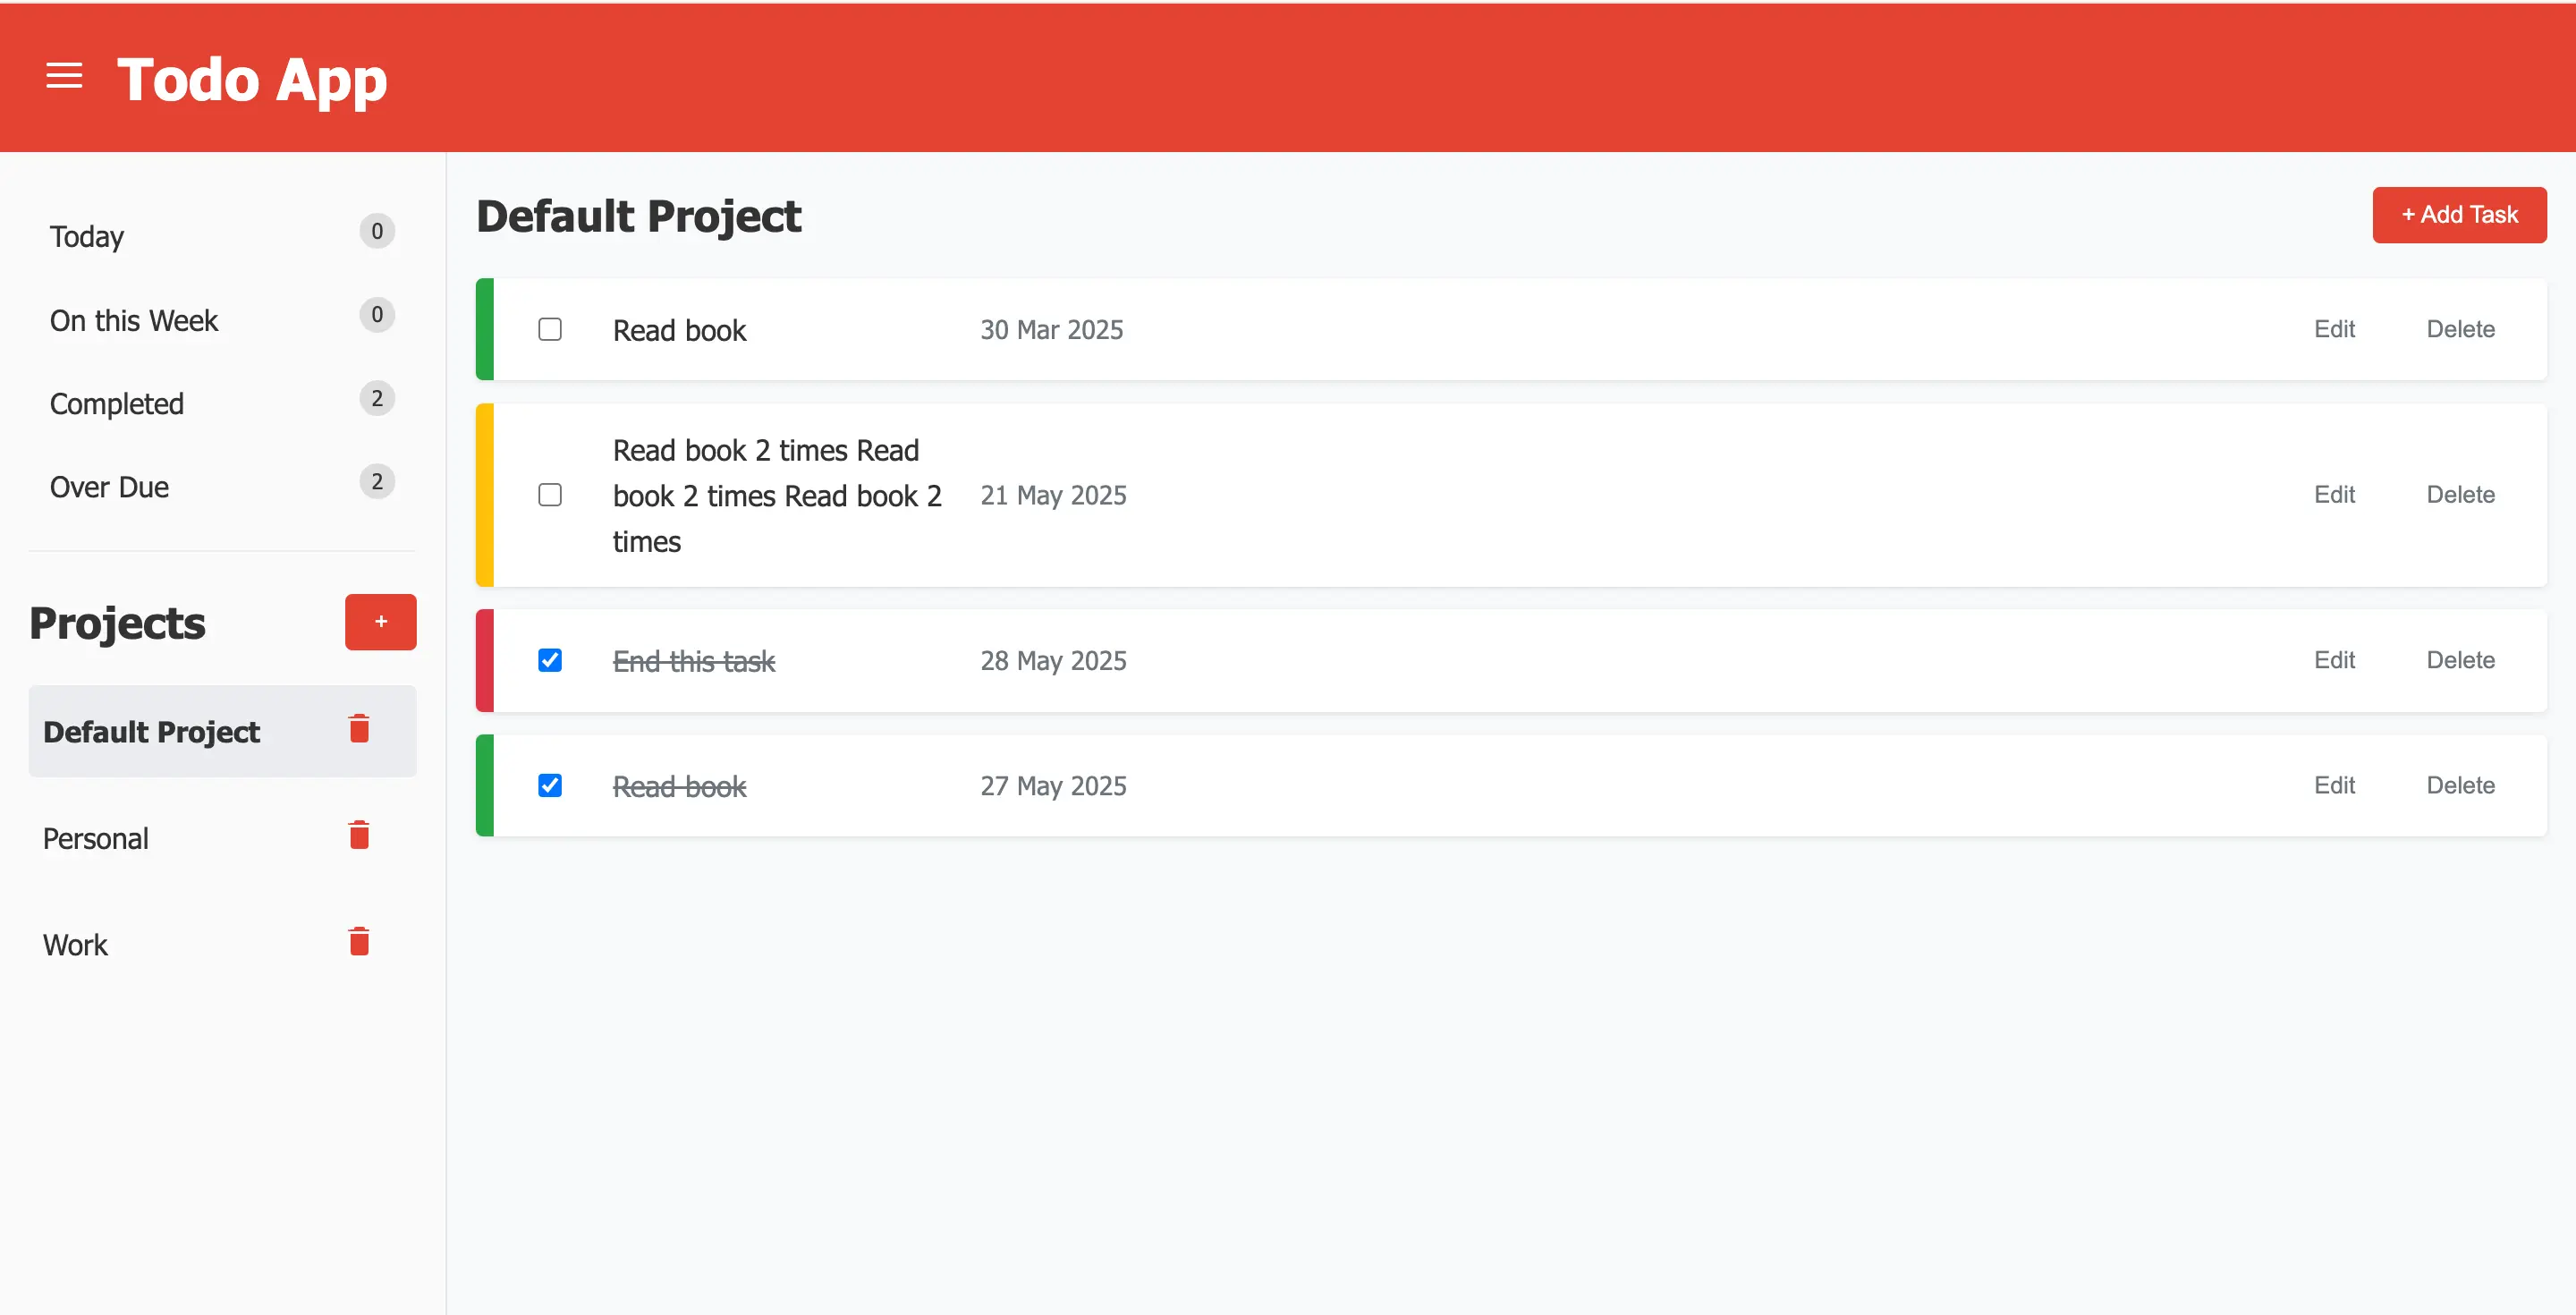 Todo App
Today 0
On this Week 0
Completed 2
Over Due 2
Projects +
Default Project
Personal
Work
Default Project + Add Task
Read book 30 Mar 2025 Edit Delete
Read book 2 times Read
book 2 times Read book 2 21 May 2025 Edit Delete
times
End this task 28 May 2025 Edit Delete
Read book 27 May 2025 Edit Delete